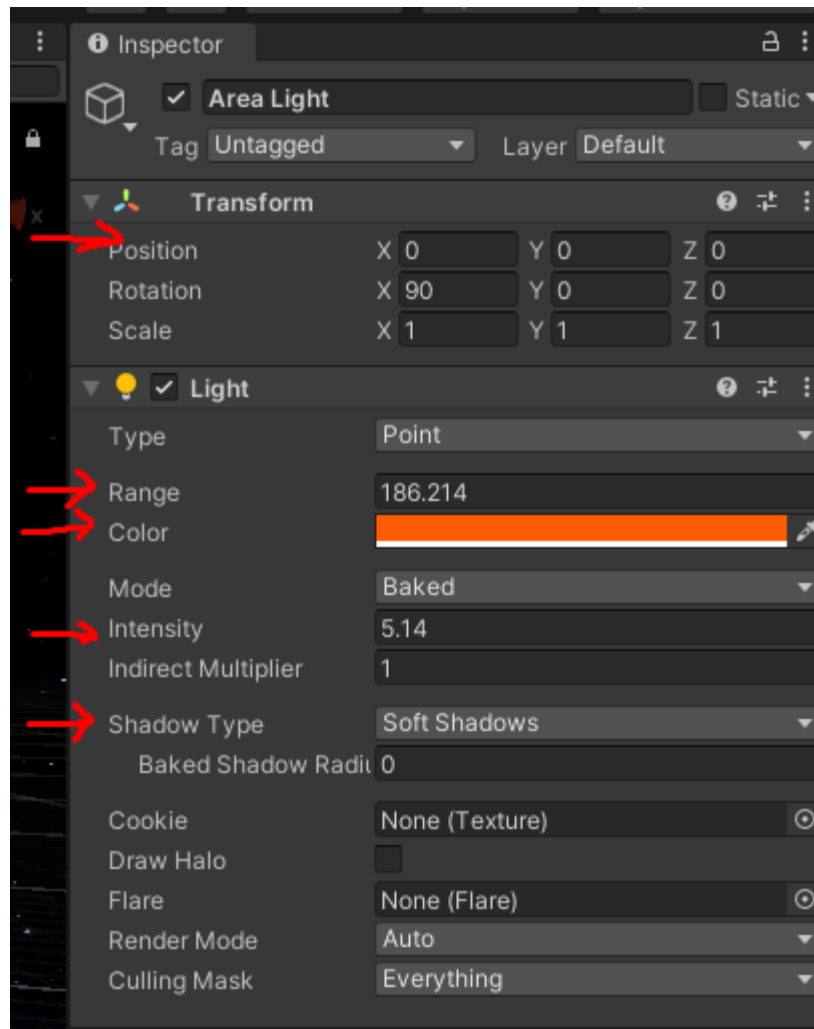 Inspector
Area Light Static
Tag Untagged Layer Default
x
Transform
Position X 0 Y 0 Z 0
Rotation X 90 Y 0 Z 0
Scale X 1 Y 1 Z 1
Light
Type Point
Range 186.214
Color
Mode Baked
Intensity 5.14
Indirect Multiplier 1
Shadow Type Soft Shadows
Baked Shadow Radiu 0
Cookie None (Texture)
Draw Halo
Flare None (Flare)
Render Mode Auto
Culling Mask Everything